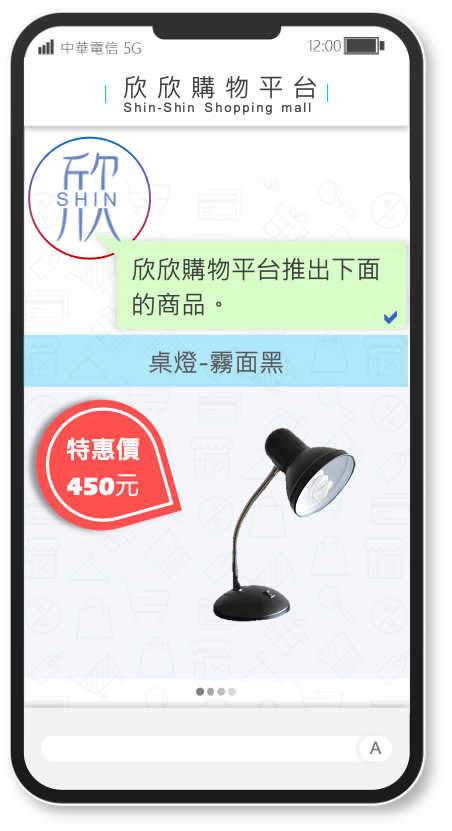 中華電信 5G 12:00
欣欣購物平台
Shin-Shin Shopping mall
欣
SHIN
欣欣購物平台推出下面
的商品。
桌燈-霧面黑
特惠價
450元
A